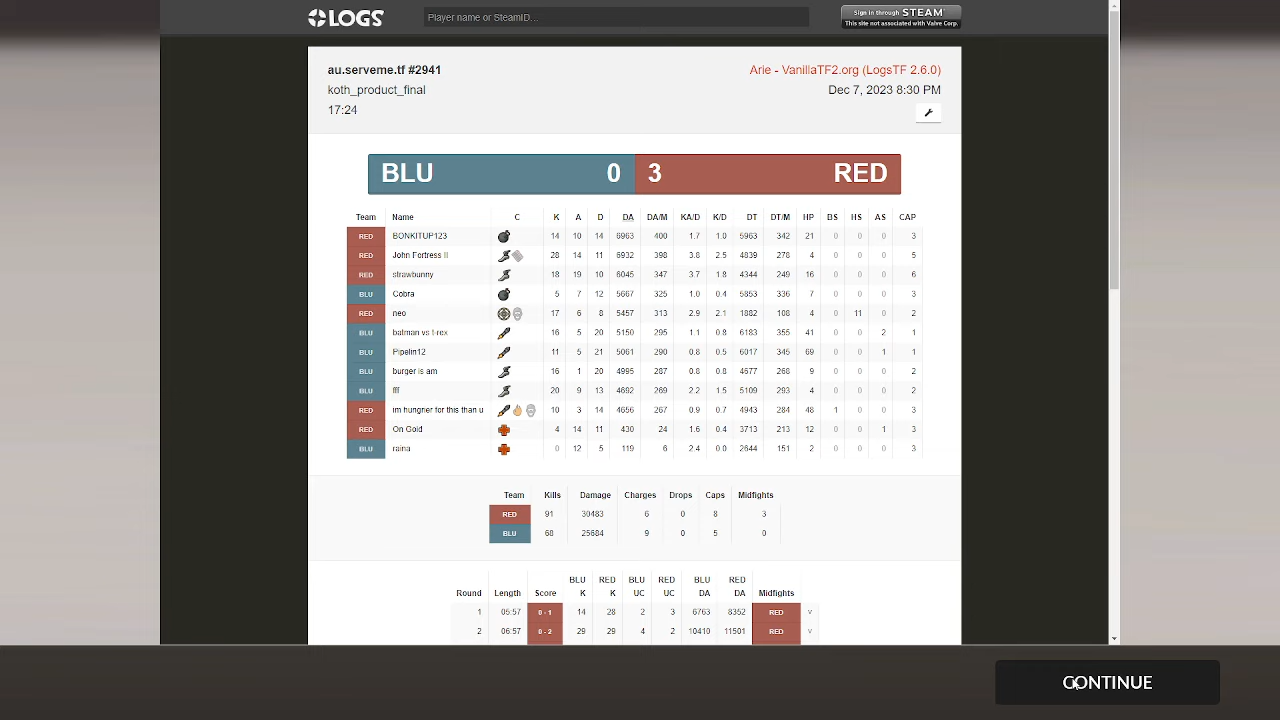 LOGS
Player name or SteamID...
Sign in through STEAM
This site not associated with Valve Corp.
au.serveme.tf #2941
Arie - VanillaTF2.org (LogsTF 2.6.0)
koth_product_final
Dec 7, 2023 8:30 PM
17:24
BLU 0 3 RED
Team Name C K A D DA DA/M KA/D K/D DT DT/M HP BS HS AS CAP
RED BONKITUP123 14 10 14 6963 400 1.7 1.0 5963 342 21 0 0 0 3
RED John Fortress II 28 14 11 6932 398 3.8 2.5 4839 278 4 0 0 0 5
RED strawbunny 18 19 10 6045 347 3.7 1.8 4344 249 16 0 0 0 6
BLU Cobra 5 7 12 5667 325 1.0 0.4 5853 336 7 0 0 0 3
RED neo 17 6 8 5457 313 2.9 2.1 1882 108 4 0 11 0 2
BLU batman vs t-rex 16 5 20 5150 295 1.1 0.8 6183 355 41 0 0 2 1
BLU Pipelin12 11 5 21 5061 290 0.8 0.5 6017 345 69 0 0 1 1
BLU burger is am 16 1 20 4995 287 0.8 0.8 4677 268 9 0 0 0 2
BLU fff 20 9 13 4692 269 2.2 1.5 5109 293 4 0 0 0 2
RED im hungrier for this than u 10 3 14 4656 267 0.9 0.7 4943 284 48 1 0 0 3
RED On Gold 4 14 11 430 24 1.6 0.4 3713 213 12 0 0 1 3
BLU raina 0 12 5 119 6 2.4 0.0 2644 151 2 0 0 0 3
Team Kills Damage Charges Drops Caps Midfights
RED 91 30483 6 0 8 3
BLU 68 25684 9 0 5 0
BLU RED BLU RED BLU RED
Round Length Score K K UC UC DA DA Midfights
1 05:57 0 - 1 14 28 2 3 6763 8352 RED v
2 06:57 0 - 2 29 29 4 2 10410 11501 RED v
CONTINUE